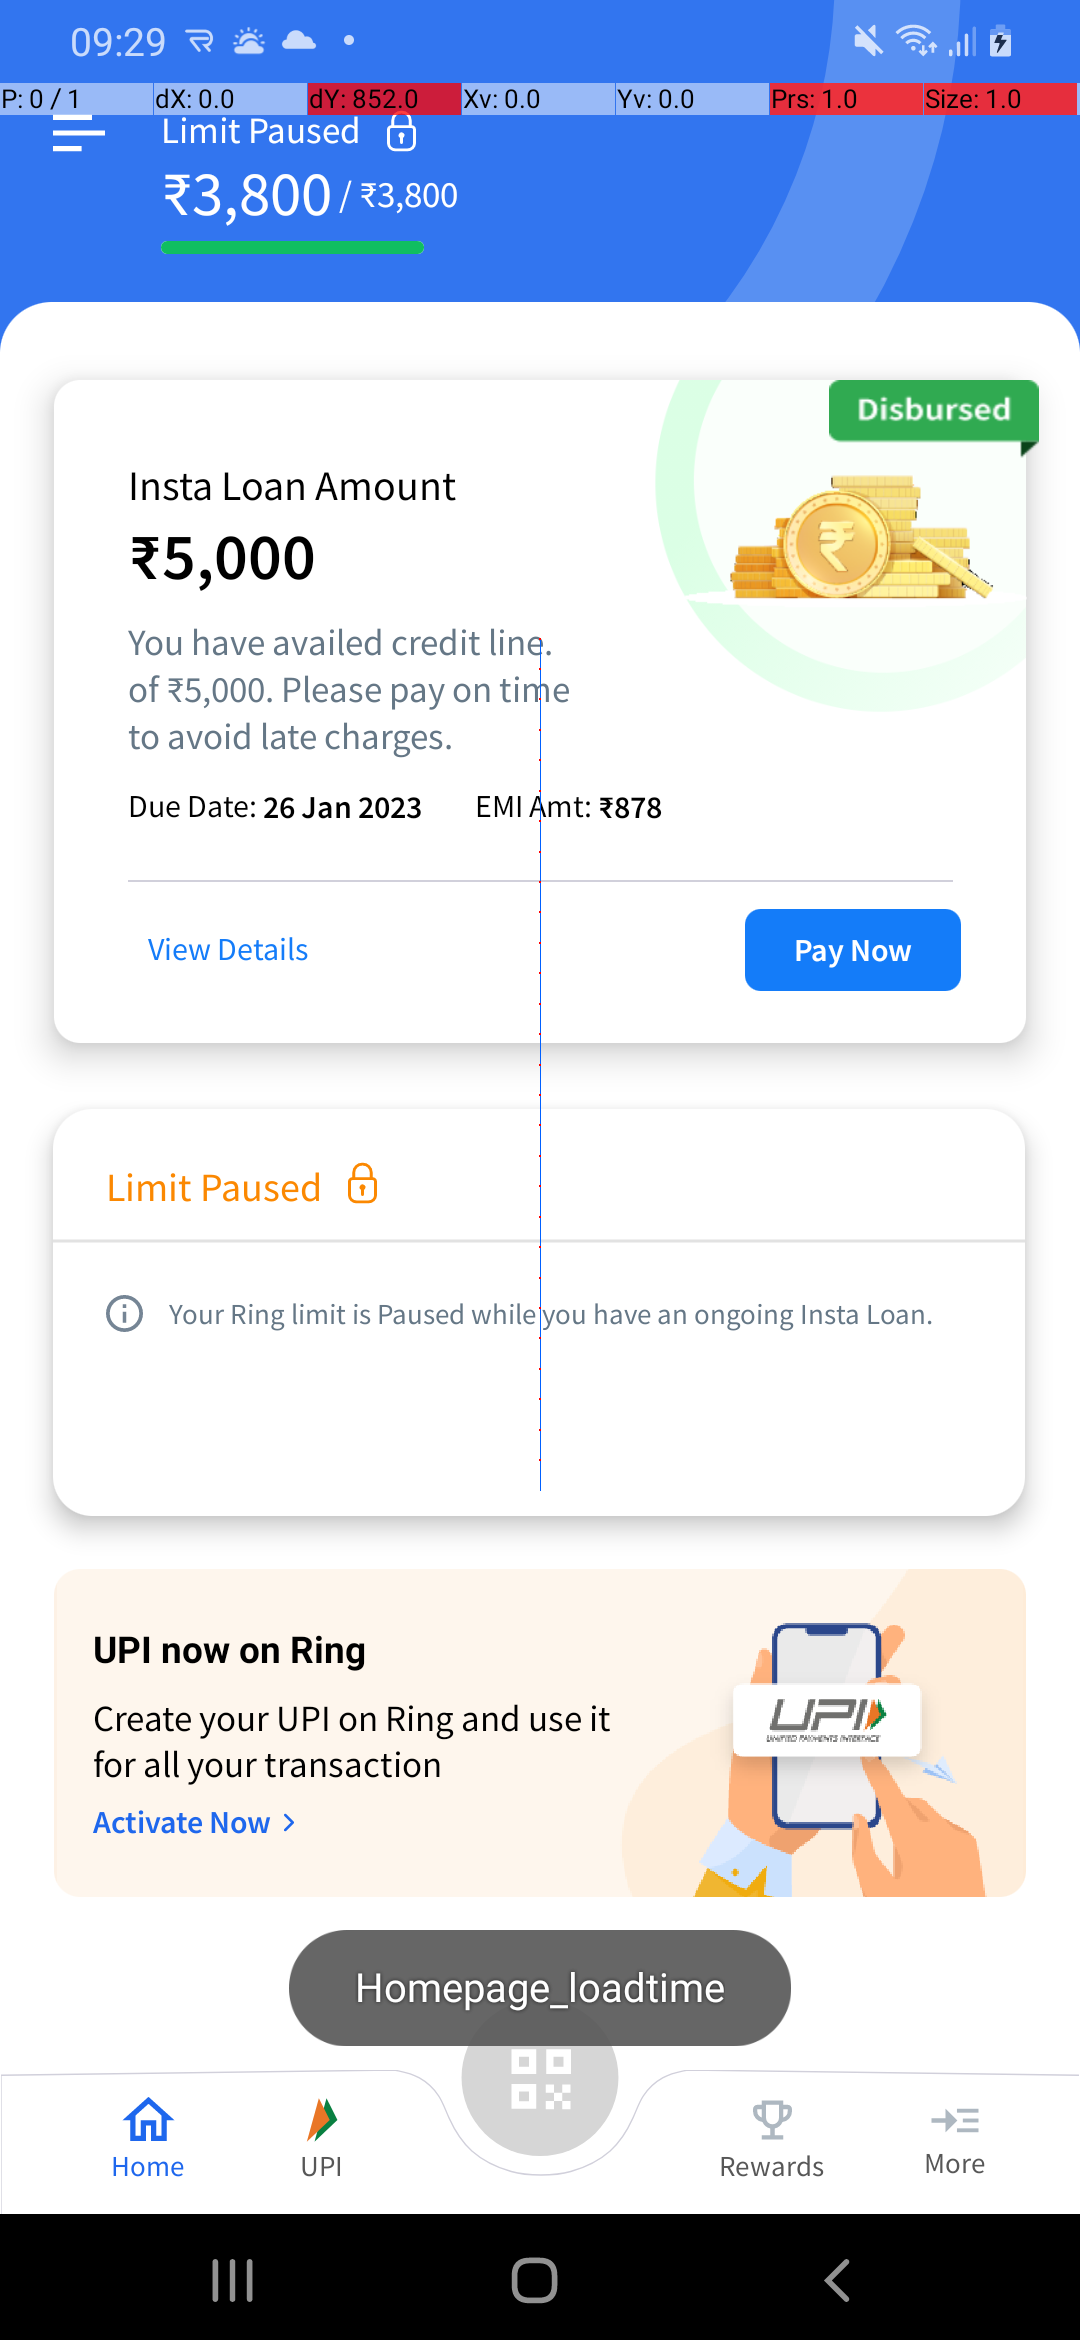 09:29
P: 0 / 1 dX: 0.0 dY: 852.0 Xv: 0.0 Yv: 0.0 Prs: 1.0 Size: 1.0
Limit Paused
₹3,800 / ₹3,800
Disbursed
Insta Loan Amount
₹5,000
You have availed credit line.
of ₹5,000. Please pay on time
to avoid late charges.
Due Date: 26 Jan 2023 EMI Amt: ₹878
View Details
Pay Now
Limit Paused
Your Ring limit is Paused while you have an ongoing Insta Loan.
UPI now on Ring
Create your UPI on Ring and use it
for all your transaction
Activate Now
UPI
UNIFIED PAYMENTS INTERFACE
Homepage_loadtime
Home
UPI
Rewards
More